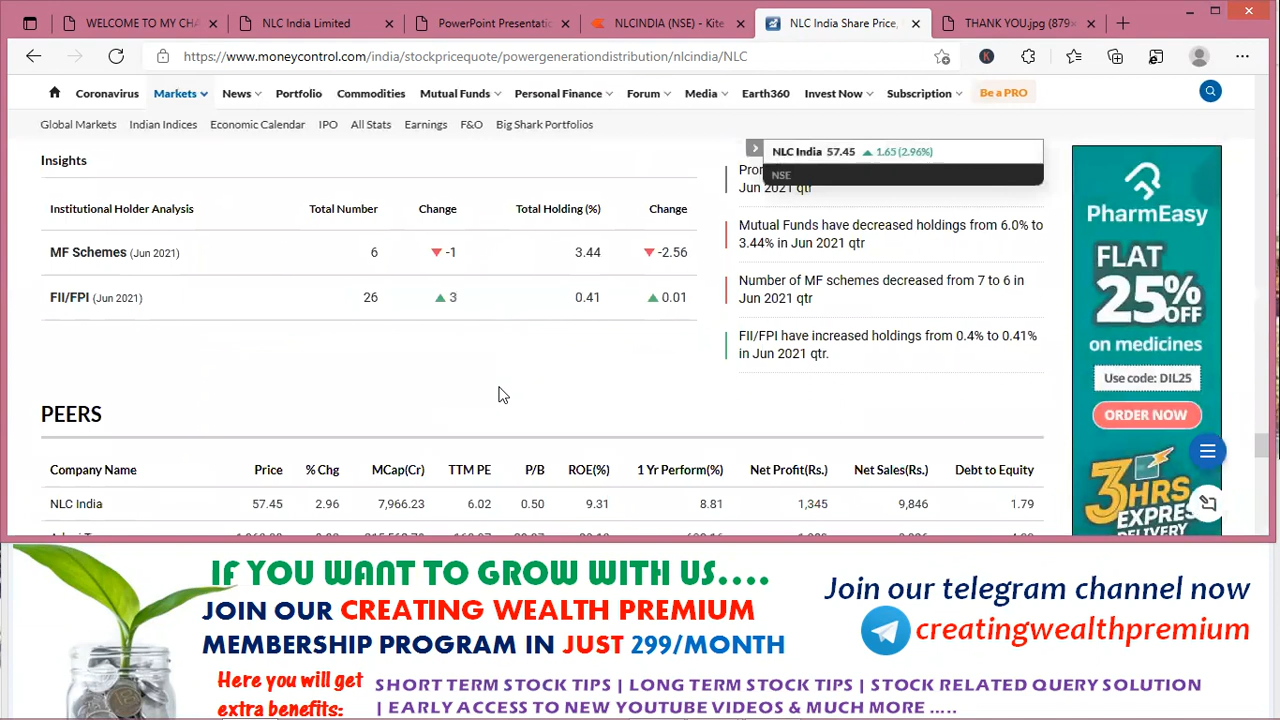 WELCOME TO MY CHA
NLC India Limited
PowerPoint Presentatic
NLCINDIA (NSE) - Kite
NLC India Share Price,
THANK YOU.jpg (879×
https://www.moneycontrol.com/india/stockpricequote/powergenerationdistribution/nlcindia/NLC
Coronavirus Markets News Portfolio Commodities Mutual Funds Personal Finance Forum Media Earth360 Invest Now Subscription Be a PRO
Global Markets Indian Indices Economic Calendar IPO All Stats Earnings F&O Big Shark Portfolios
Insights
Institutional Holder Analysis Total Number Change Total Holding (%) Change
MF Schemes (Jun 2021) 6 ▼ -1 3.44 ▼ -2.56
FII/FPI (Jun 2021) 26 ▲ 3 0.41 ▲ 0.01
NLC India 57.45 ▲ 1.65 (2.96%)
NSE
Jun 2021 qtr
Mutual Funds have decreased holdings from 6.0% to
3.44% in Jun 2021 qtr
Number of MF schemes decreased from 7 to 6 in
Jun 2021 qtr
FII/FPI have increased holdings from 0.4% to 0.41%
in Jun 2021 qtr.
PEERS
Company Name Price % Chg MCap(Cr) TTM PE P/B ROE(%) 1 Yr Perform(%) Net Profit(Rs.) Net Sales(Rs.) Debt to Equity
NLC India 57.45 2.96 7,966.23 6.02 0.50 9.31 8.81 1,345 9,846 1.79
PharmEasy
FLAT
25% OFF
on medicines
Use code: DIL25
ORDER NOW
3HRS
EXPRESS
DELIVERY
IF YOU WANT TO GROW WITH US....
JOIN OUR CREATING WEALTH PREMIUM
MEMBERSHIP PROGRAM IN JUST 299/MONTH
Join our telegram channel now
creatingwealthpremium
Here you will get
extra benefits:
SHORT TERM STOCK TIPS | LONG TERM STOCK TIPS | STOCK RELATED QUERY SOLUTION
| EARLY ACCESS TO NEW YOUTUBE VIDEOS & MUCH MORE .....